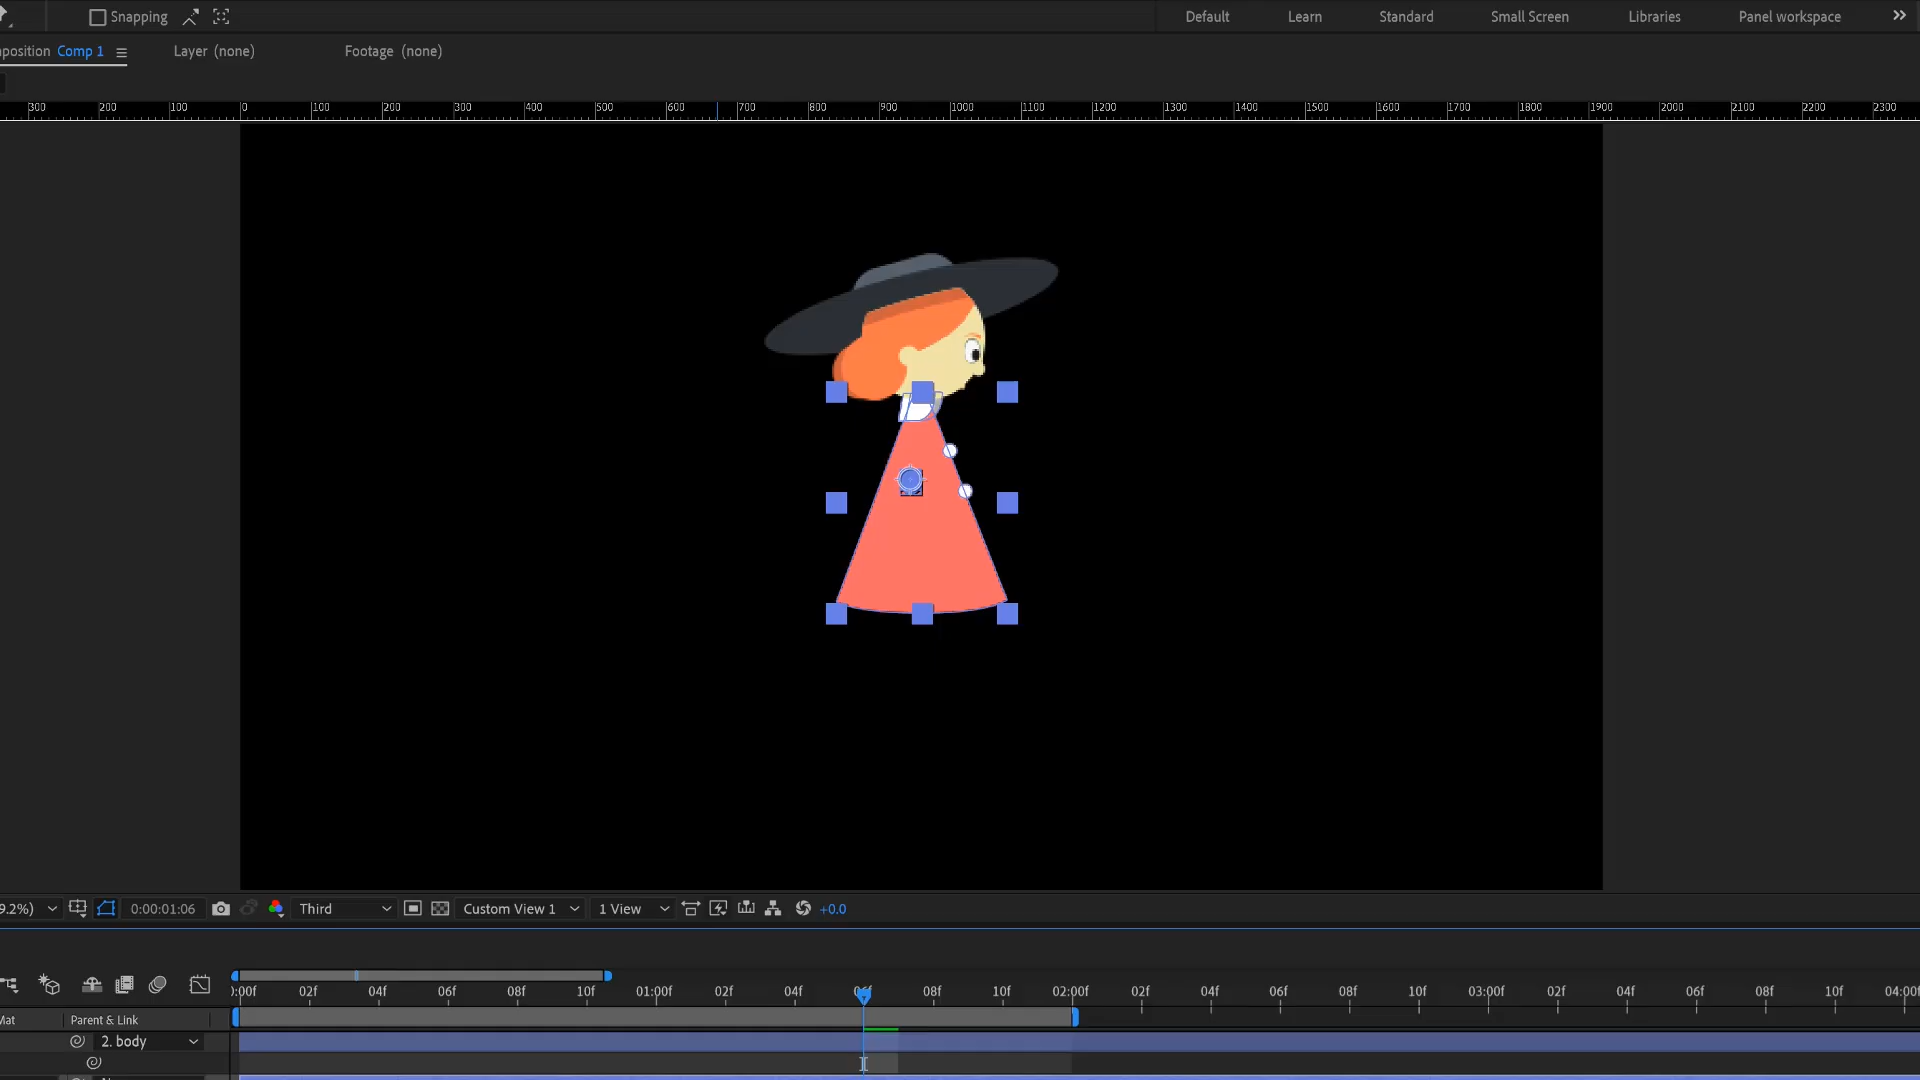 Snapping Default Learn Standard Small Screen Libraries Panel workspace
position Comp 1 Layer (none) Footage (none)
300 200 100 0 100 200 300 400 500 600 700 800 900 1000 1100 1200 1300 1400 1500 1600 1700 1800 1900 2000 2100 2200 2300
9.2%) 0:00:01:06 Third Custom View 1 1 View +0.0
0:00f 02f 04f 06f 08f 10f 01:00f 02f 04f 06f 08f 10f 02:00f 02f 04f 06f 08f 10f 03:00f 02f 04f 06f 08f 10f 04:00f
Mat Parent & Link
2. body